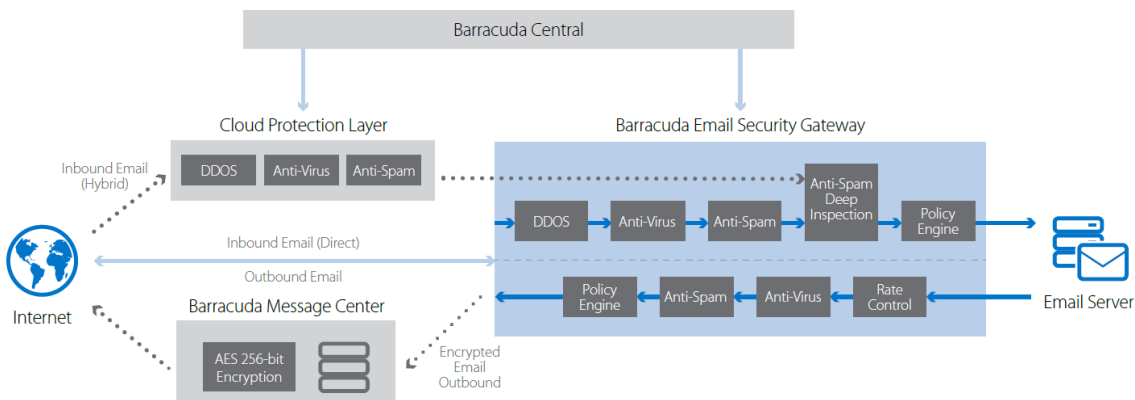 Barracuda Central
Cloud Protection Layer
Barracuda Email Security Gateway
Inbound Email
(Hybrid)
DDOS
Anti-Virus
Anti-Spam
Anti-Spam
Deep
Inspection
DDOS
Anti-Virus
Anti-Spam
Policy
Engine
Inbound Email (Direct)
Outbound Email
Internet
Barracuda Message Center
Policy
Engine
Anti-Spam
Anti-Virus
Rate
Control
Email Server
AES 256-bit
Encryption
Encrypted
Email
Outbound